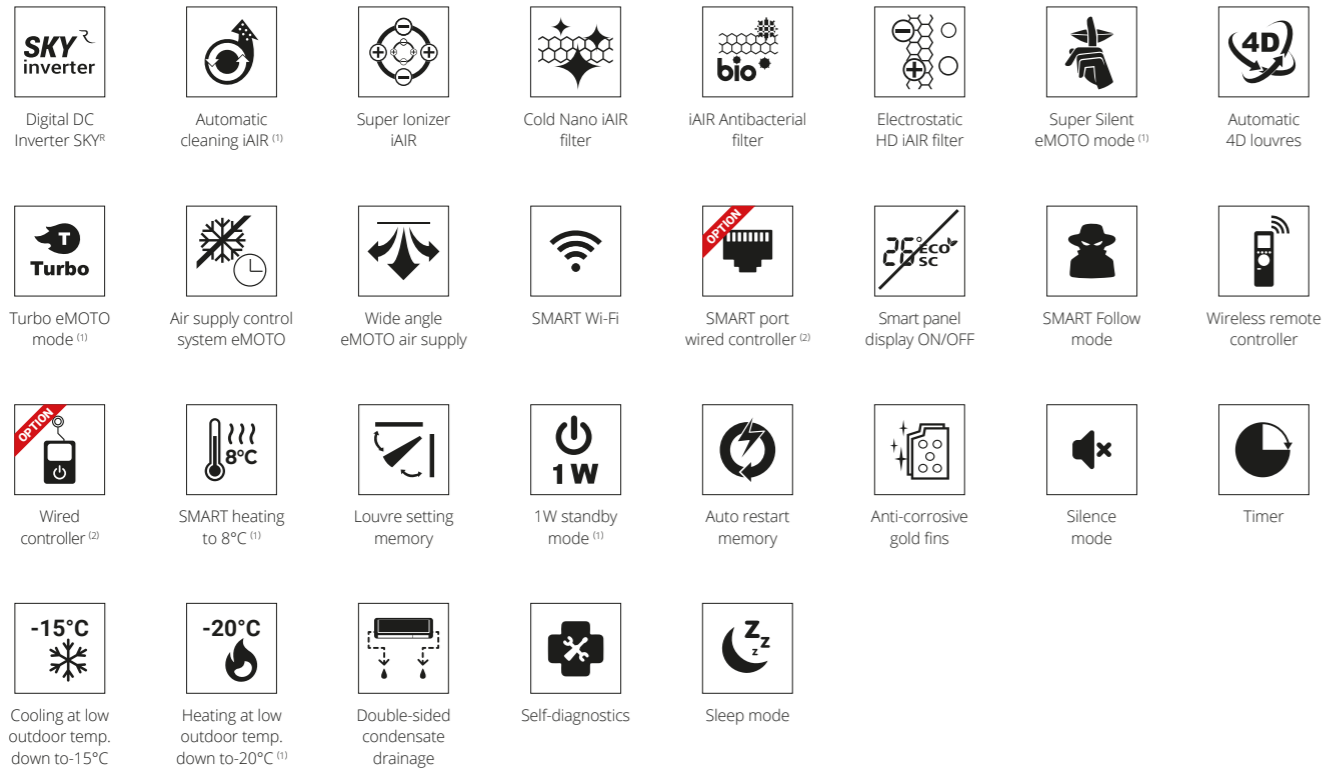 SKY R
inverter
Digital DC
Inverter SKYᴿ
Automatic
cleaning iAIR (1)
Super Ionizer
iAIR
Cold Nano iAIR
filter
bio
iAIR Antibacterial
filter
Electrostatic
HD iAIR filter
Super Silent
eMOTO mode (1)
4D
Automatic
4D louvres
T
Turbo
Turbo eMOTO
mode (1)
Air supply control
system eMOTO
Wide angle
eMOTO air supply
SMART Wi-Fi
OPTION
SMART port
wired controller (2)
26° ECO
SC
Smart panel
display ON/OFF
SMART Follow
mode
Wireless remote
controller
OPTION
Wired
controller (2)
8°C
SMART heating
to 8°C (1)
Louvre setting
memory
1W
1W standby
mode (1)
Auto restart
memory
Anti-corrosive
gold fins
Silence
mode
Timer
-15°C
Cooling at low
outdoor temp.
down to-15°C
-20°C
Heating at low
outdoor temp.
down to-20°C (1)
Double-sided
condensate
drainage
Self-diagnostics
Z z z
Sleep mode